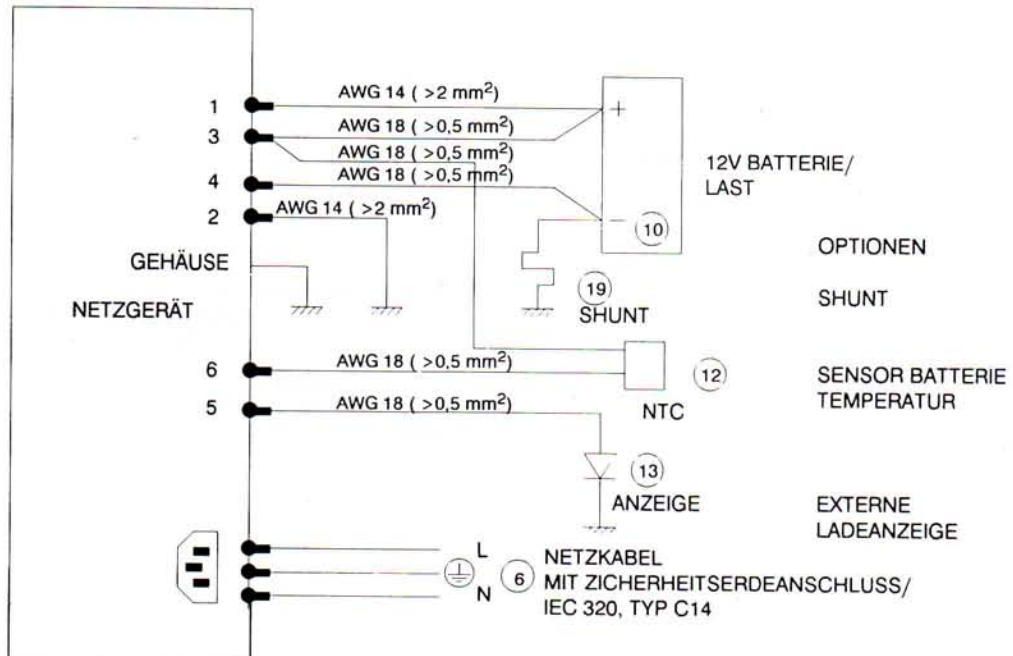 1
AWG 14 ( >2 mm²)
3
AWG 18 ( >0,5 mm²)
AWG 18 ( >0,5 mm²)
4
AWG 18 ( >0,5 mm²)
2
AWG 14 ( >2 mm²)
+
−
10
12V BATTERIE/
LAST
GEHÄUSE
NETZGERÄT
19
SHUNT
OPTIONEN
SHUNT
6
AWG 18 ( >0,5 mm²)
12
NTC
SENSOR BATTERIE
TEMPERATUR
5
AWG 18 ( >0,5 mm²)
13
ANZEIGE
EXTERNE
LADEANZEIGE
L
N
6
NETZKABEL
MIT ZICHERHEITSERDEANSCHLUSS/
IEC 320, TYP C14